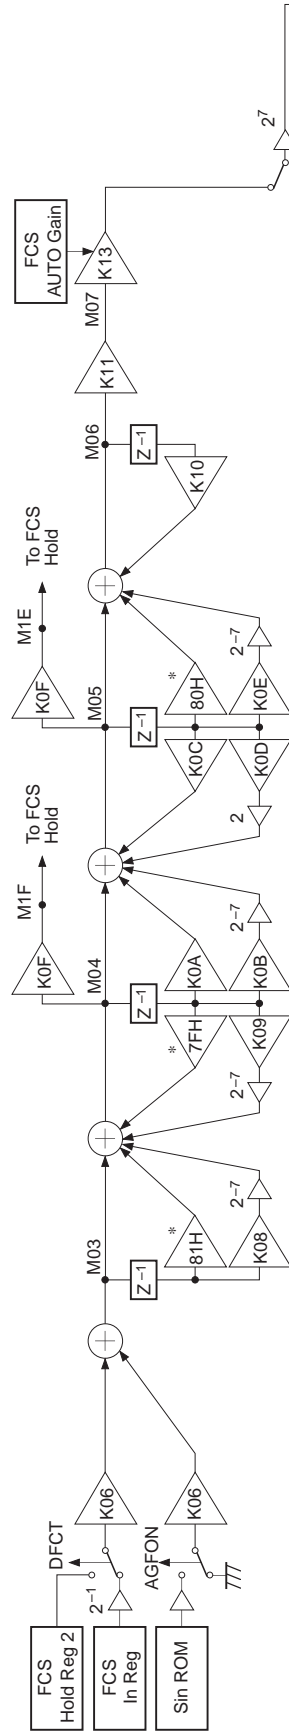 FCS
Hold Reg 2
DFCT
2⁻¹
FCS
In Reg
K06
AGFON
Sin ROM
K06
M03
Z⁻¹
*
81H
K08
2⁻⁷
2⁻⁷
*
7FH
K09
Z⁻¹
M04
K0F
M1F
To FCS
Hold
K0A
K0B
2⁻⁷
2
K0C
K0D
Z⁻¹
M05
K0F
M1E
To FCS
Hold
*
80H
K0E
2⁻⁷
K10
Z⁻¹
M06
K11
M07
K13
FCS
AUTO Gain
2⁷